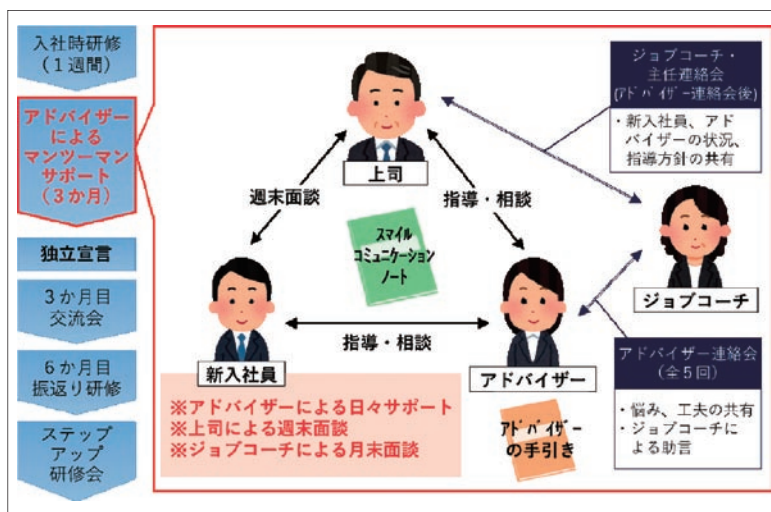 入社時研修
（１週間）
アドバイザー
による
マンツーマン
サポート
（３か月）
独立宣言
３か月目
交流会
６か月目
振返り研修
ステップ
アップ
研修会
上司
週末面談
指導・相談
スマイル
コミュニケーション
ノート
新入社員
指導・相談
アドバイザー
※アドバイザーによる日々サポート
※上司による週末面談
※ジョブコーチによる月末面談
アドバイザー
の手引き
ジョブコーチ・
主任連絡会
(アドバイザー連絡会後)
・新入社員、アド
バイザーの状況、
指導方針の共有
ジョブコーチ
アドバイザー連絡会
（全５回）
・悩み、工夫の共有
・ジョブコーチに
よる助言